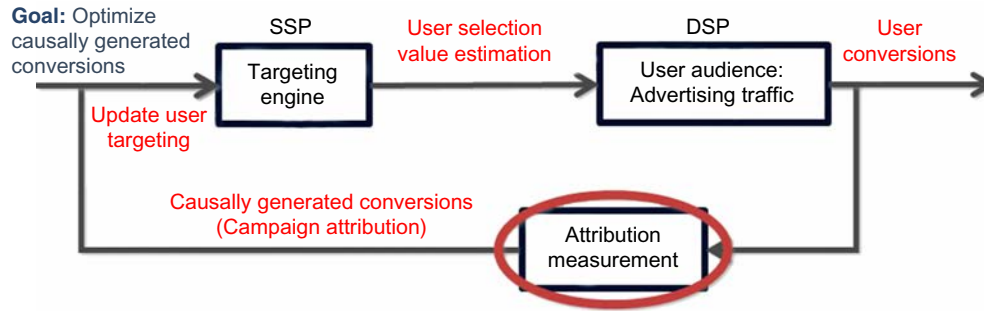 Goal: Optimize
causally generated
conversions
SSP
Targeting
engine
Update user
targeting
User selection
value estimation
DSP
User audience:
Advertising traffic
User
conversions
Causally generated conversions
(Campaign attribution)
Attribution
measurement